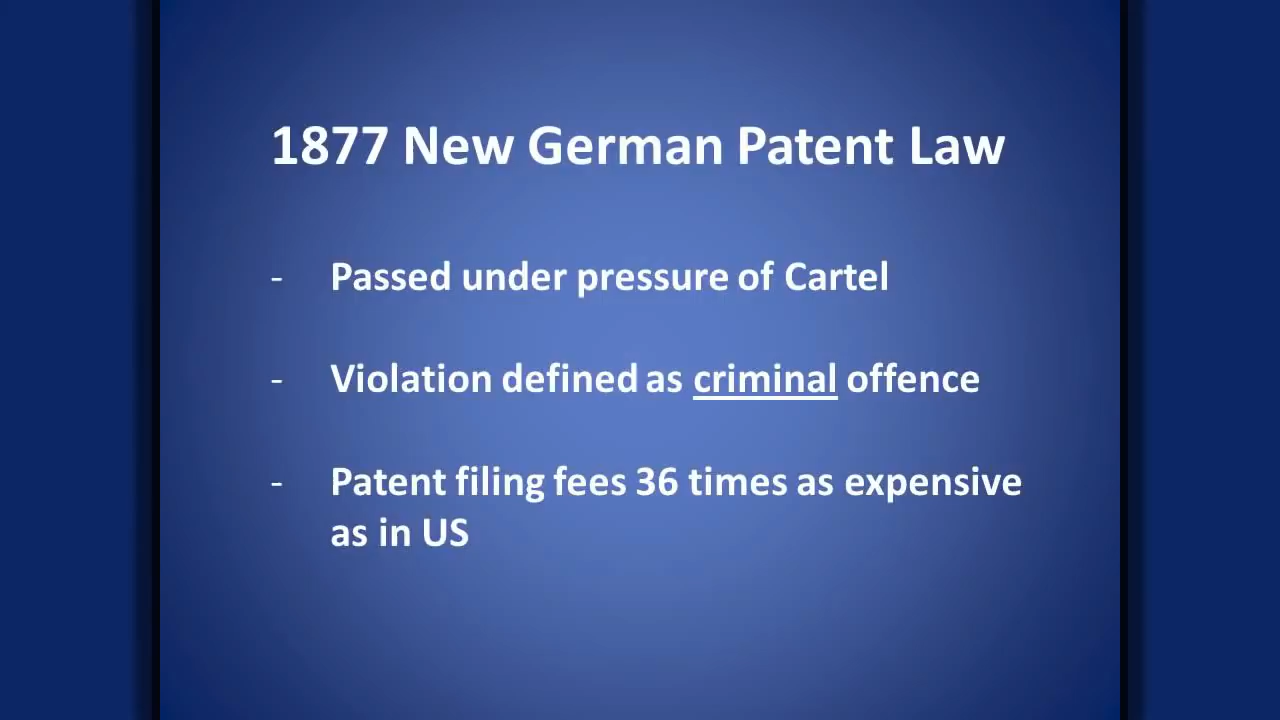 1877 New German Patent Law
- Passed under pressure of Cartel
- Violation defined as criminal offence
- Patent filing fees 36 times as expensive
as in US